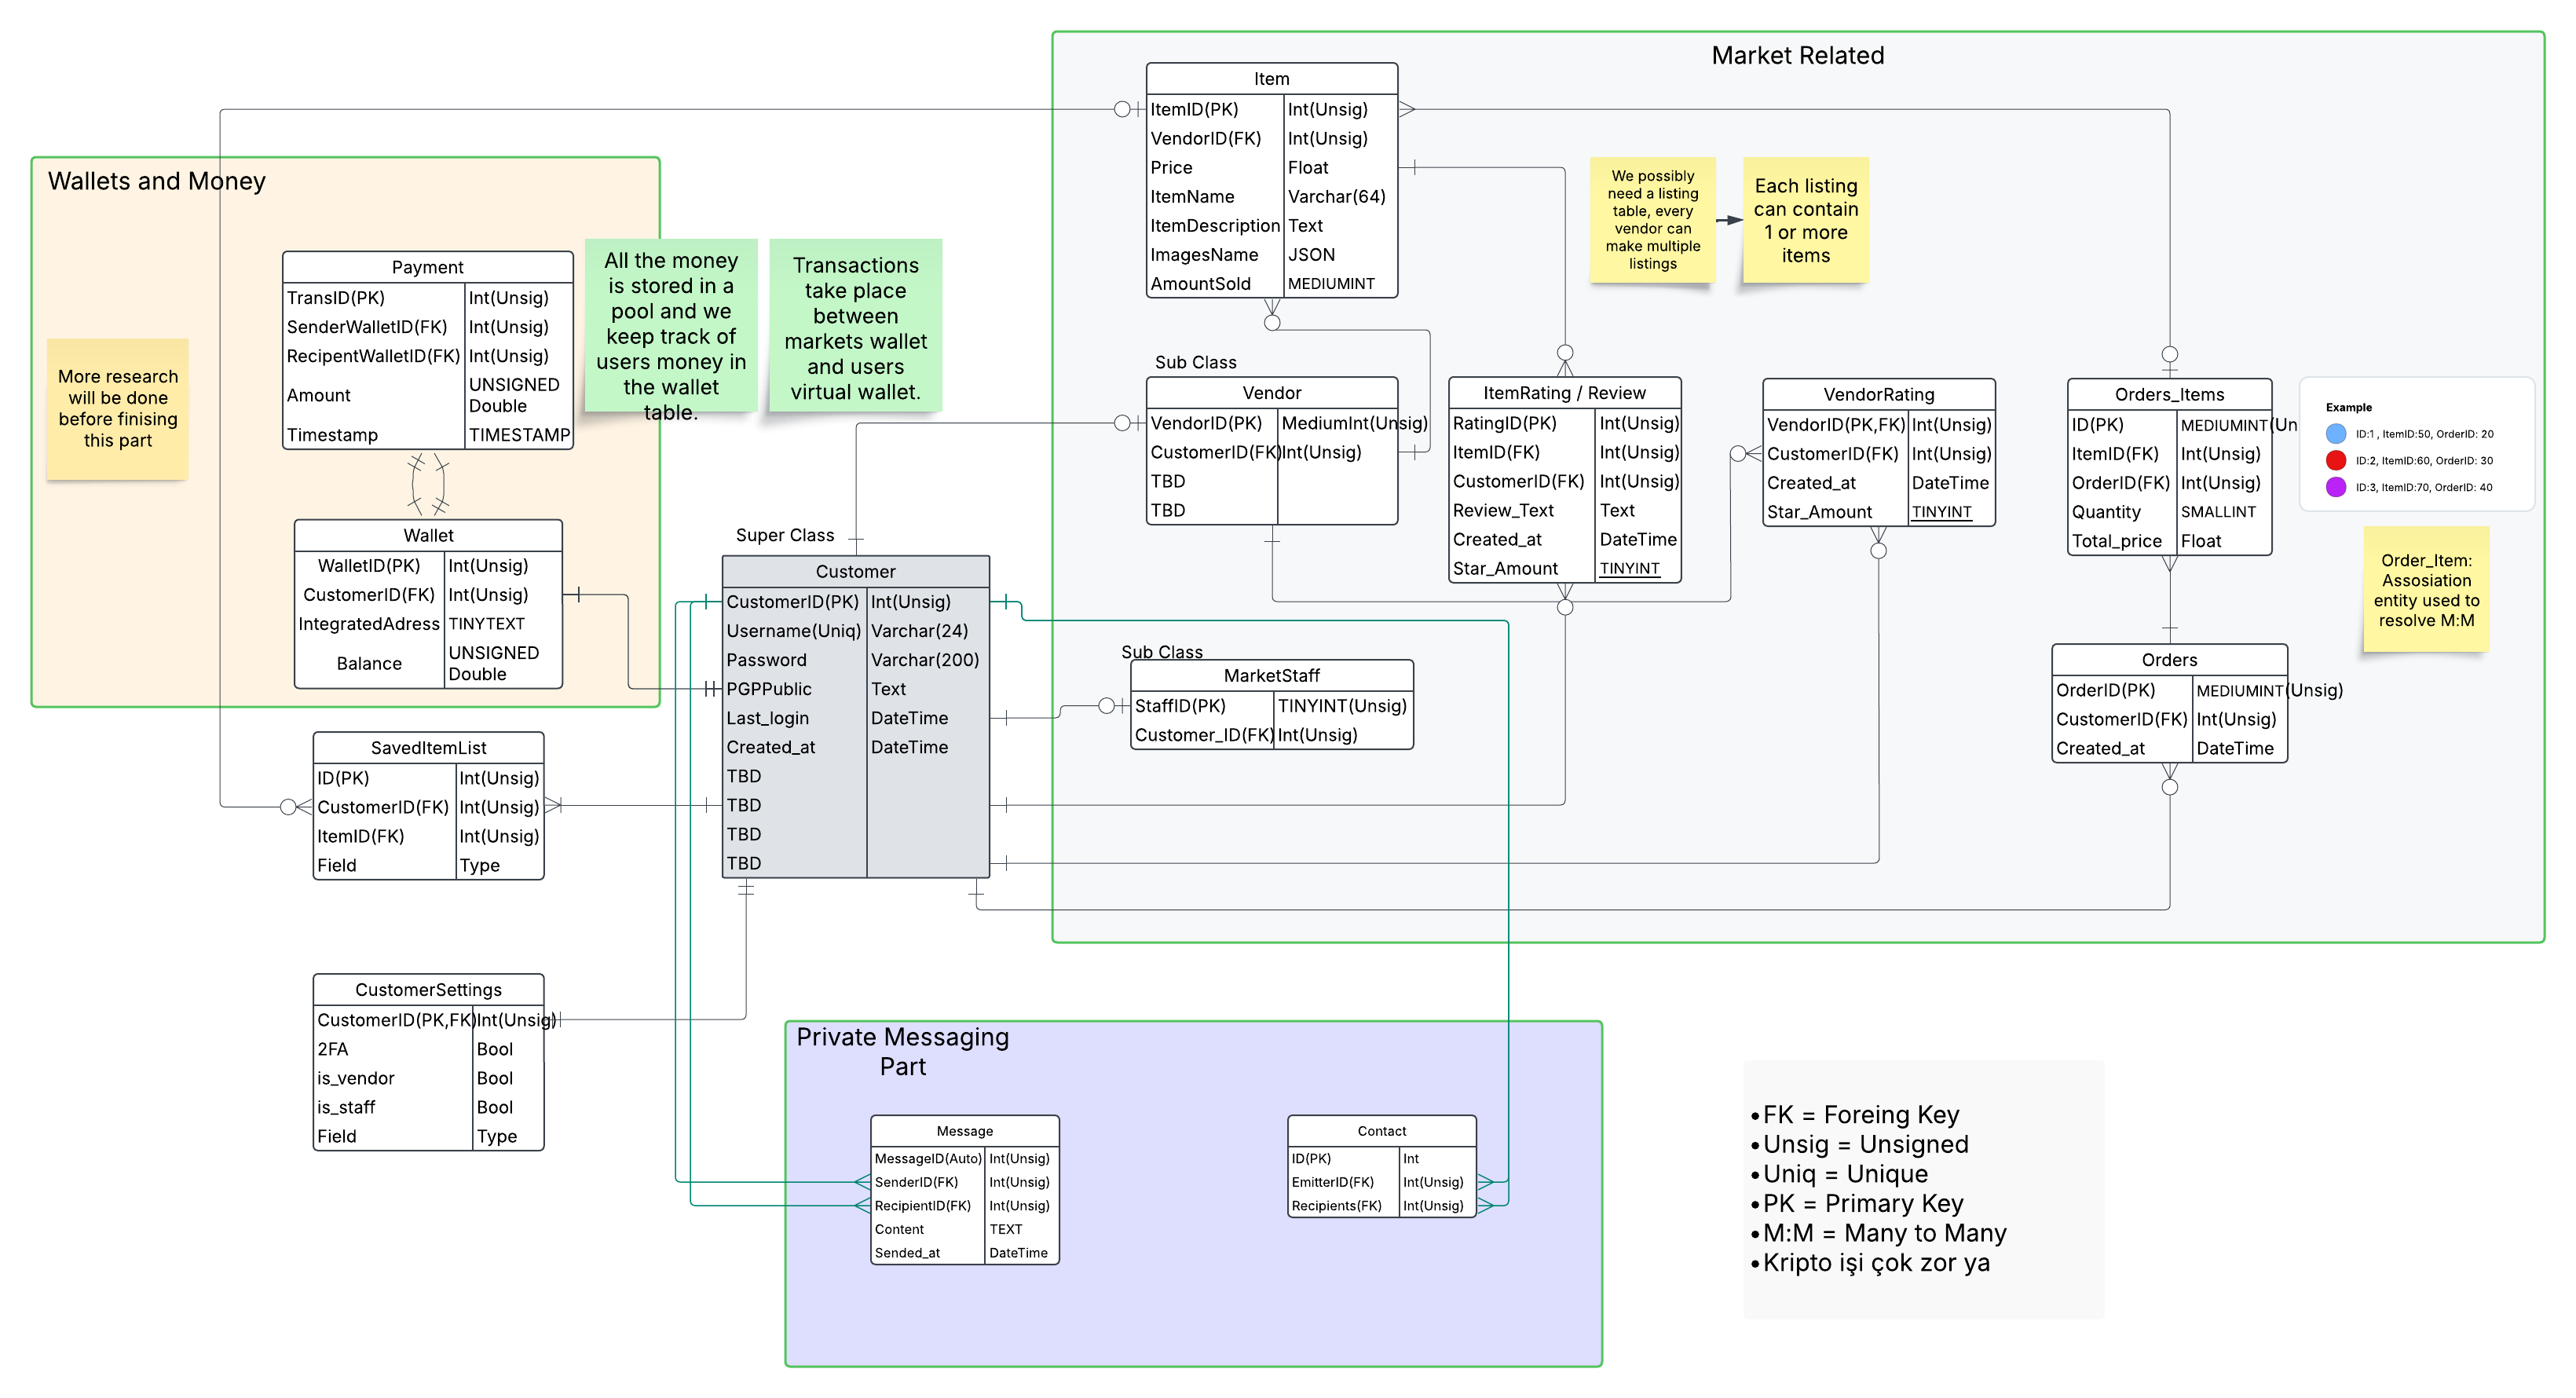 Market Related
Item
ItemID(PK) Int(Unsig)
VendorID(FK) Int(Unsig)
Price Float
ItemName Varchar(64)
ItemDescription Text
ImagesName JSON
AmountSold MEDIUMINT
We possibly
need a listing
table, every
vendor can
make multiple
listings
Each listing
can contain
1 or more
items
Wallets and Money
Payment
TransID(PK) Int(Unsig)
SenderWalletID(FK) Int(Unsig)
RecipentWalletID(FK) Int(Unsig)
Amount UNSIGNED
Double
Timestamp TIMESTAMP
All the money
is stored in a
pool and we
keep track of
users money in
the wallet
table.
Transactions
take place
between
markets wallet
and users
virtual wallet.
More research
will be done
before finising
this part
Wallet
WalletID(PK) Int(Unsig)
CustomerID(FK) Int(Unsig)
IntegratedAdress TINYTEXT
Balance UNSIGNED
Double
Sub Class
Vendor
VendorID(PK) MediumInt(Unsig)
CustomerID(FK) Int(Unsig)
TBD
TBD
ItemRating / Review
RatingID(PK) Int(Unsig)
ItemID(FK) Int(Unsig)
CustomerID(FK) Int(Unsig)
Review_Text Text
Created_at DateTime
Star_Amount TINYINT
VendorRating
VendorID(PK,FK) Int(Unsig)
CustomerID(FK) Int(Unsig)
Created_at DateTime
Star_Amount TINYINT
Orders_Items
ID(PK) MEDIUMINT(Un
ItemID(FK) Int(Unsig)
OrderID(FK) Int(Unsig)
Quantity SMALLINT
Total_price Float
Example
ID:1 , ItemID:50, OrderID: 20
ID:2, ItemID:60, OrderID: 30
ID:3, ItemID:70, OrderID: 40
Order_Item:
Assosiation
entity used to
resolve M:M
Super Class
Customer
CustomerID(PK) Int(Unsig)
Username(Uniq) Varchar(24)
Password Varchar(200)
PGPPublic Text
Last_login DateTime
Created_at DateTime
TBD
TBD
TBD
TBD
Sub Class
MarketStaff
StaffID(PK) TINYINT(Unsig)
Customer_ID(FK) Int(Unsig)
Orders
OrderID(PK) MEDIUMINT(Unsig)
CustomerID(FK) Int(Unsig)
Created_at DateTime
SavedItemList
ID(PK) Int(Unsig)
CustomerID(FK) Int(Unsig)
ItemID(FK) Int(Unsig)
Field Type
CustomerSettings
CustomerID(PK,FK) Int(Unsig)
2FA Bool
is_vendor Bool
is_staff Bool
Field Type
Private Messaging
Part
Message
MessageID(Auto) Int(Unsig)
SenderID(FK) Int(Unsig)
RecipientID(FK) Int(Unsig)
Content TEXT
Sended_at DateTime
Contact
ID(PK) Int
EmitterID(FK) Int(Unsig)
Recipients(FK) Int(Unsig)
•FK = Foreing Key
•Unsig = Unsigned
•Uniq = Unique
•PK = Primary Key
•M:M = Many to Many
•Kripto işi çok zor ya